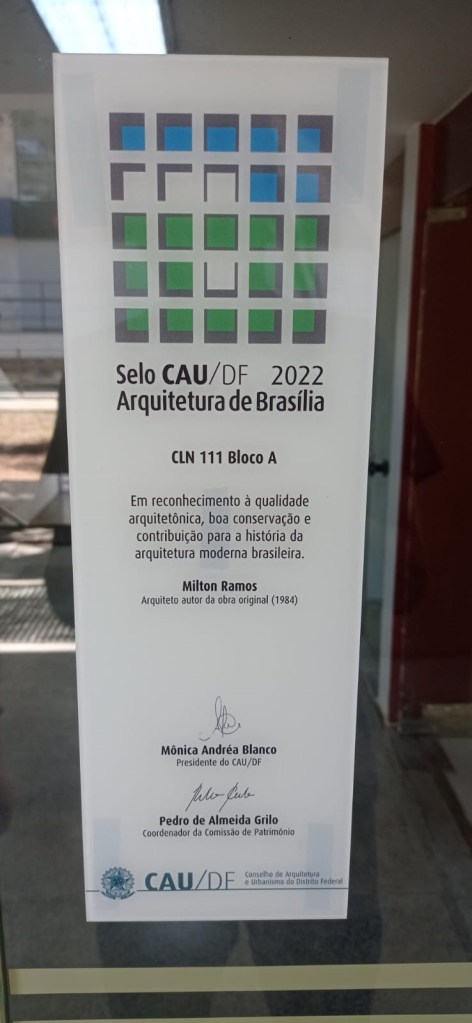 Selo CAU/DF 2022
Arquitetura de Brasília
CLN 111 Bloco A
Em reconhecimento à qualidade
arquitetônica, boa conservação e
contribuição para a história da
arquitetura moderna brasileira.
Milton Ramos
Arquiteto autor da obra original (1984)
Mônica Andréa Blanco
Presidente do CAU/DF
Pedro de Almeida Grilo
Coordenador da Comissão de Patrimônio
CAU/DF Conselho de Arquitetura
e Urbanismo do Distrito Federal